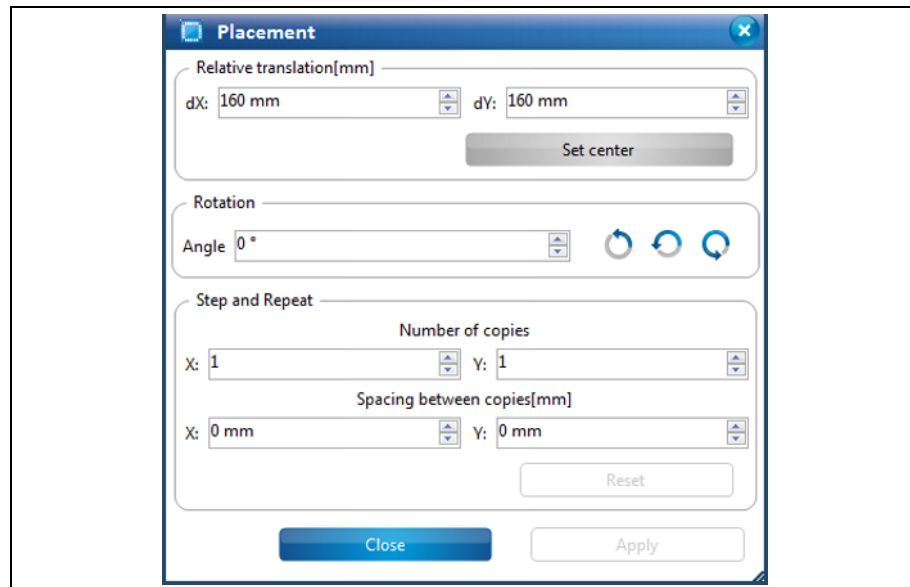 Placement
Relative translation[mm]
dX: 160 mm dY: 160 mm
Set center
Rotation
Angle 0 °
Step and Repeat
Number of copies
X: 1 Y: 1
Spacing between copies[mm]
X: 0 mm Y: 0 mm
Reset
Close Apply